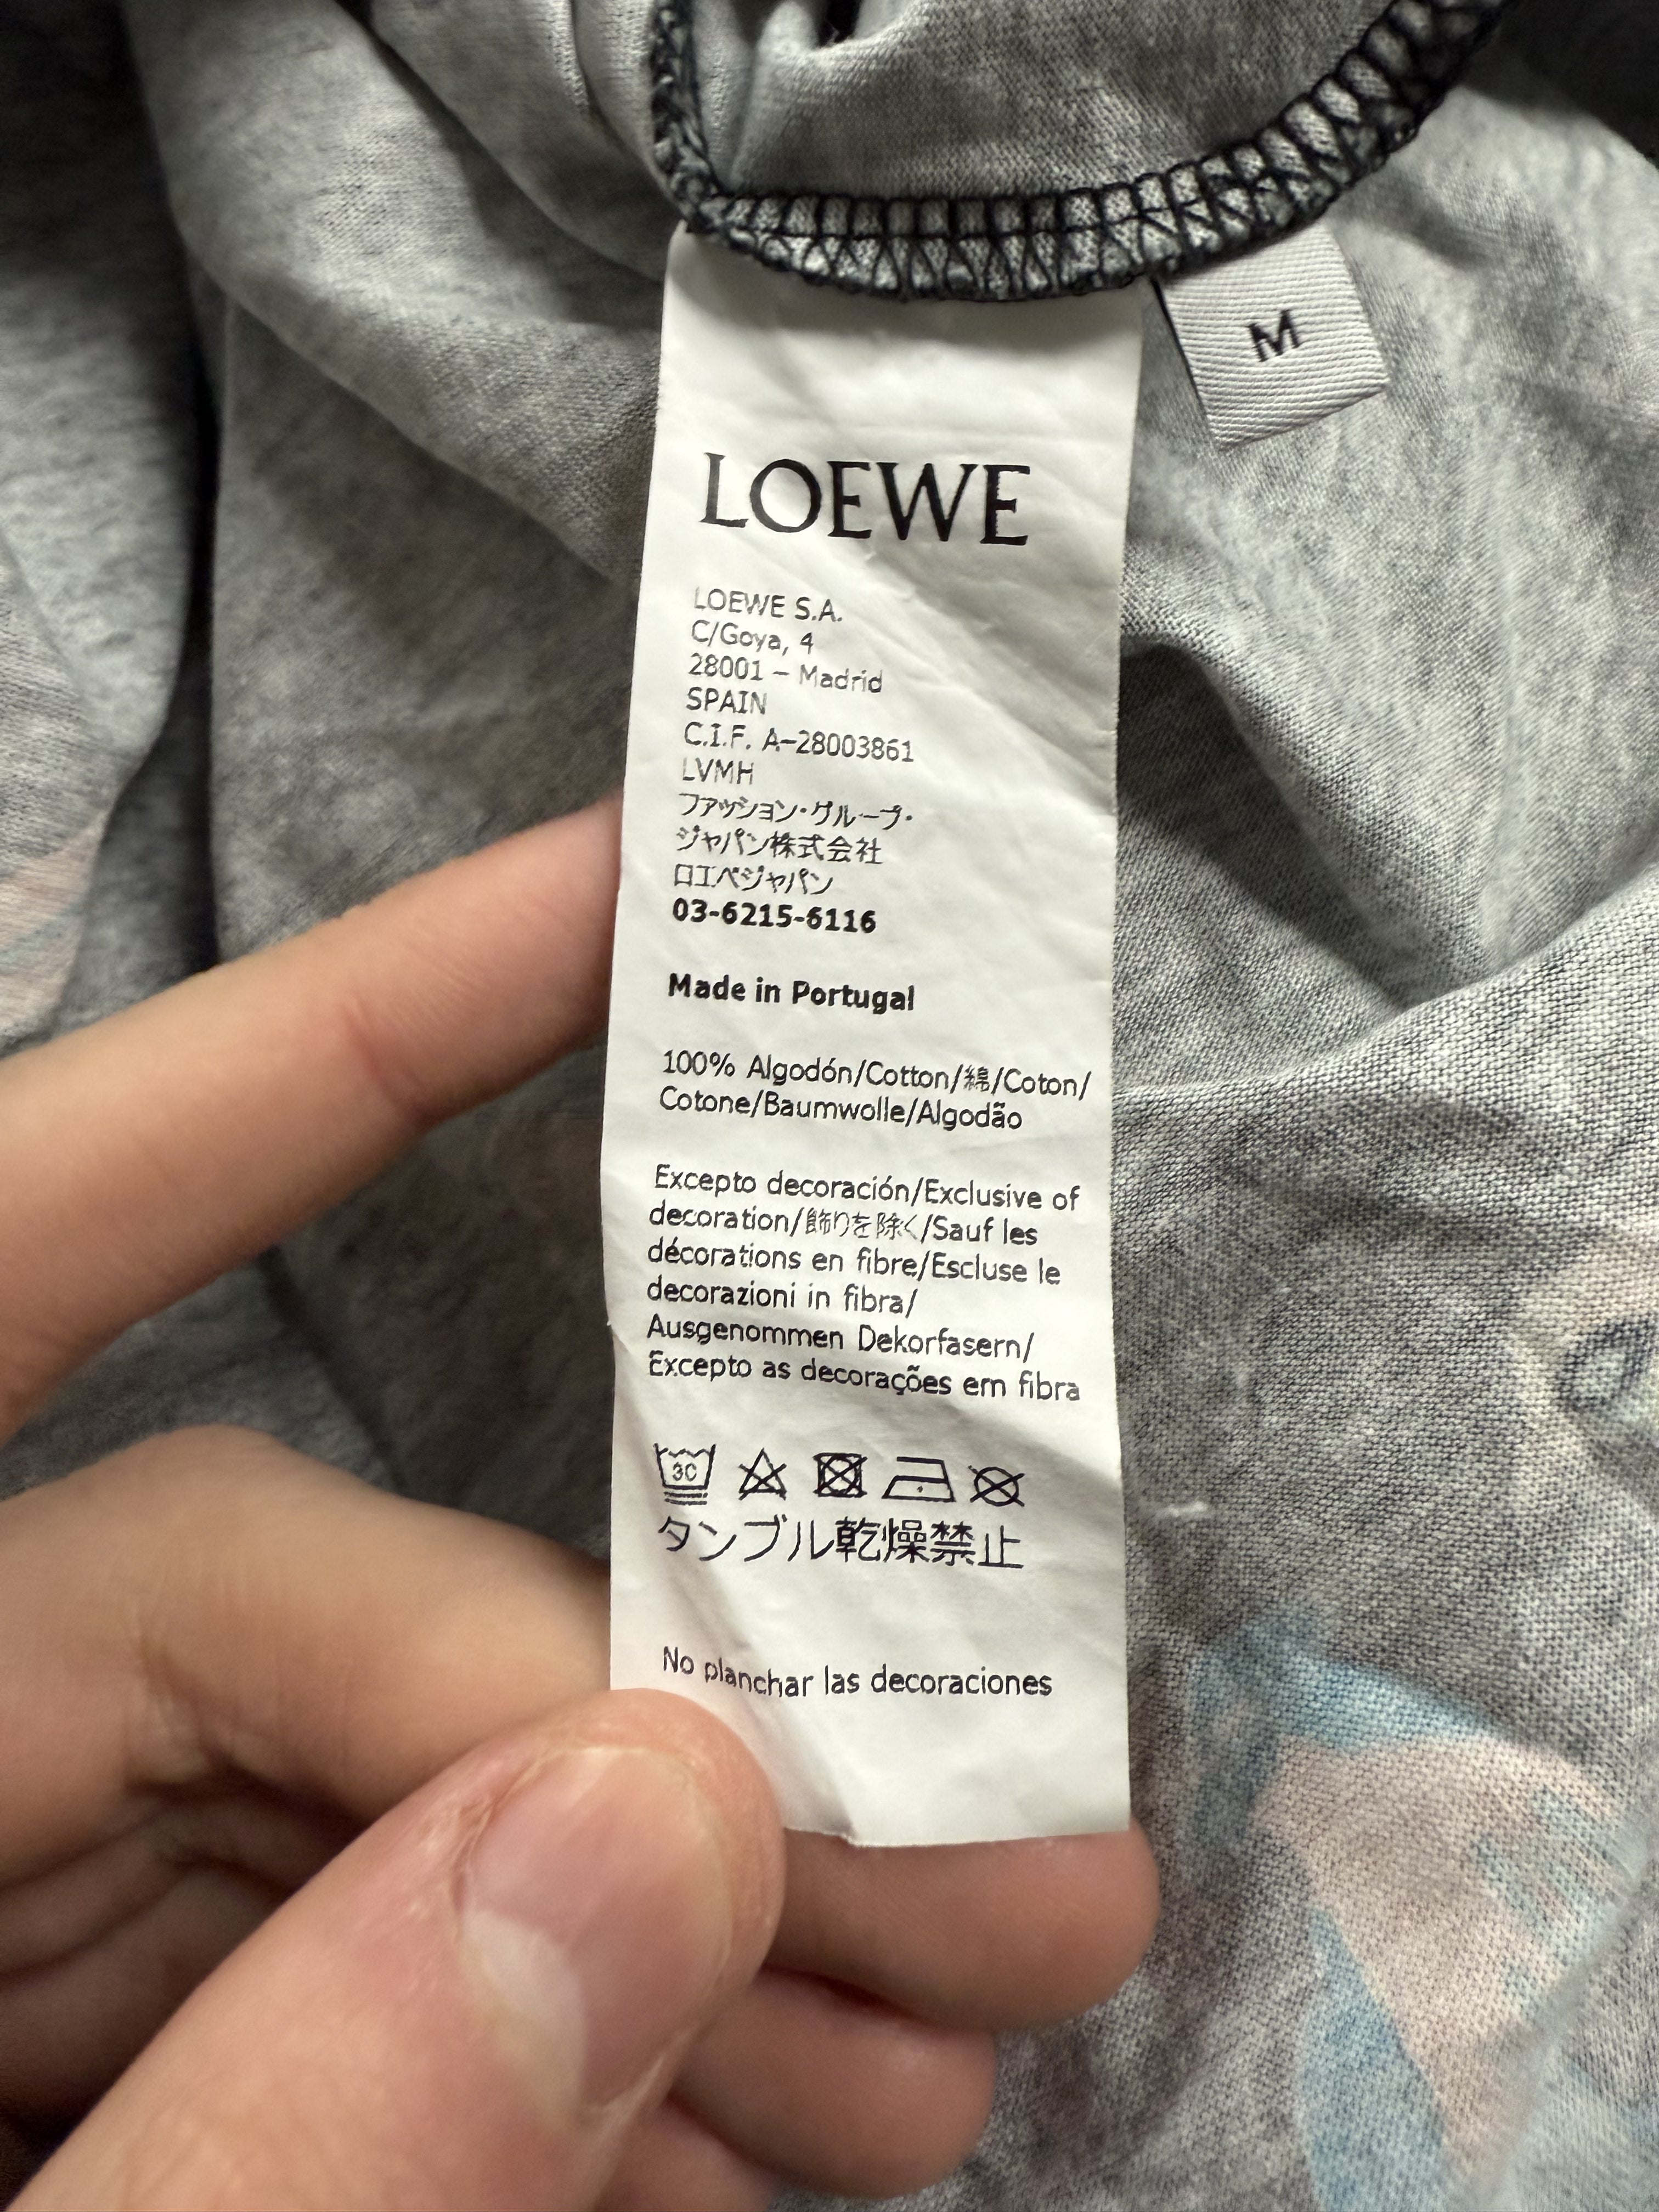 M
LOEWE
LOEWE S.A.
C/Goya, 4
28001 – Madrid
SPAIN
C.I.F. A-28003861
LVMH
ファッション・グループ・
ジャパン株式会社
ロエベジャパン
03-6215-6116
Made in Portugal
100% Algodón/Cotton/綿/Coton/
Cotone/Baumwolle/Algodão
Excepto decoración/Exclusive of
decoration/飾りを除く/Sauf les
décorations en fibre/Escluse le
decorazioni in fibra/
Ausgenommen Dekorfasern/
Excepto as decorações em fibra
30
タンブル乾燥禁止
No planchar las decoraciones